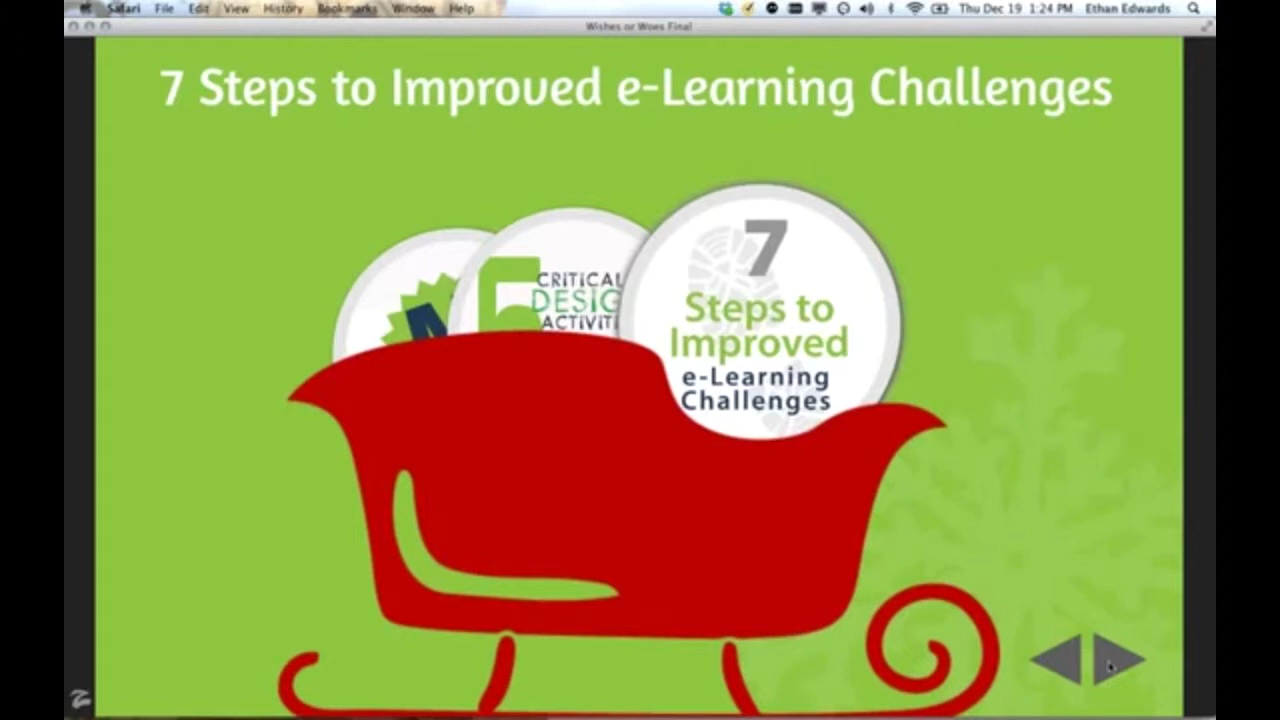 Safari File Edit View History Bookmarks Window Help Thu Dec 19 1:24 PM Ethan Edwards
Wishes or Woes Final
7 Steps to Improved e-Learning Challenges
5
CRITICAL
DESIG
ACTIVITI
7
Steps to
Improved
e-Learning
Challenges